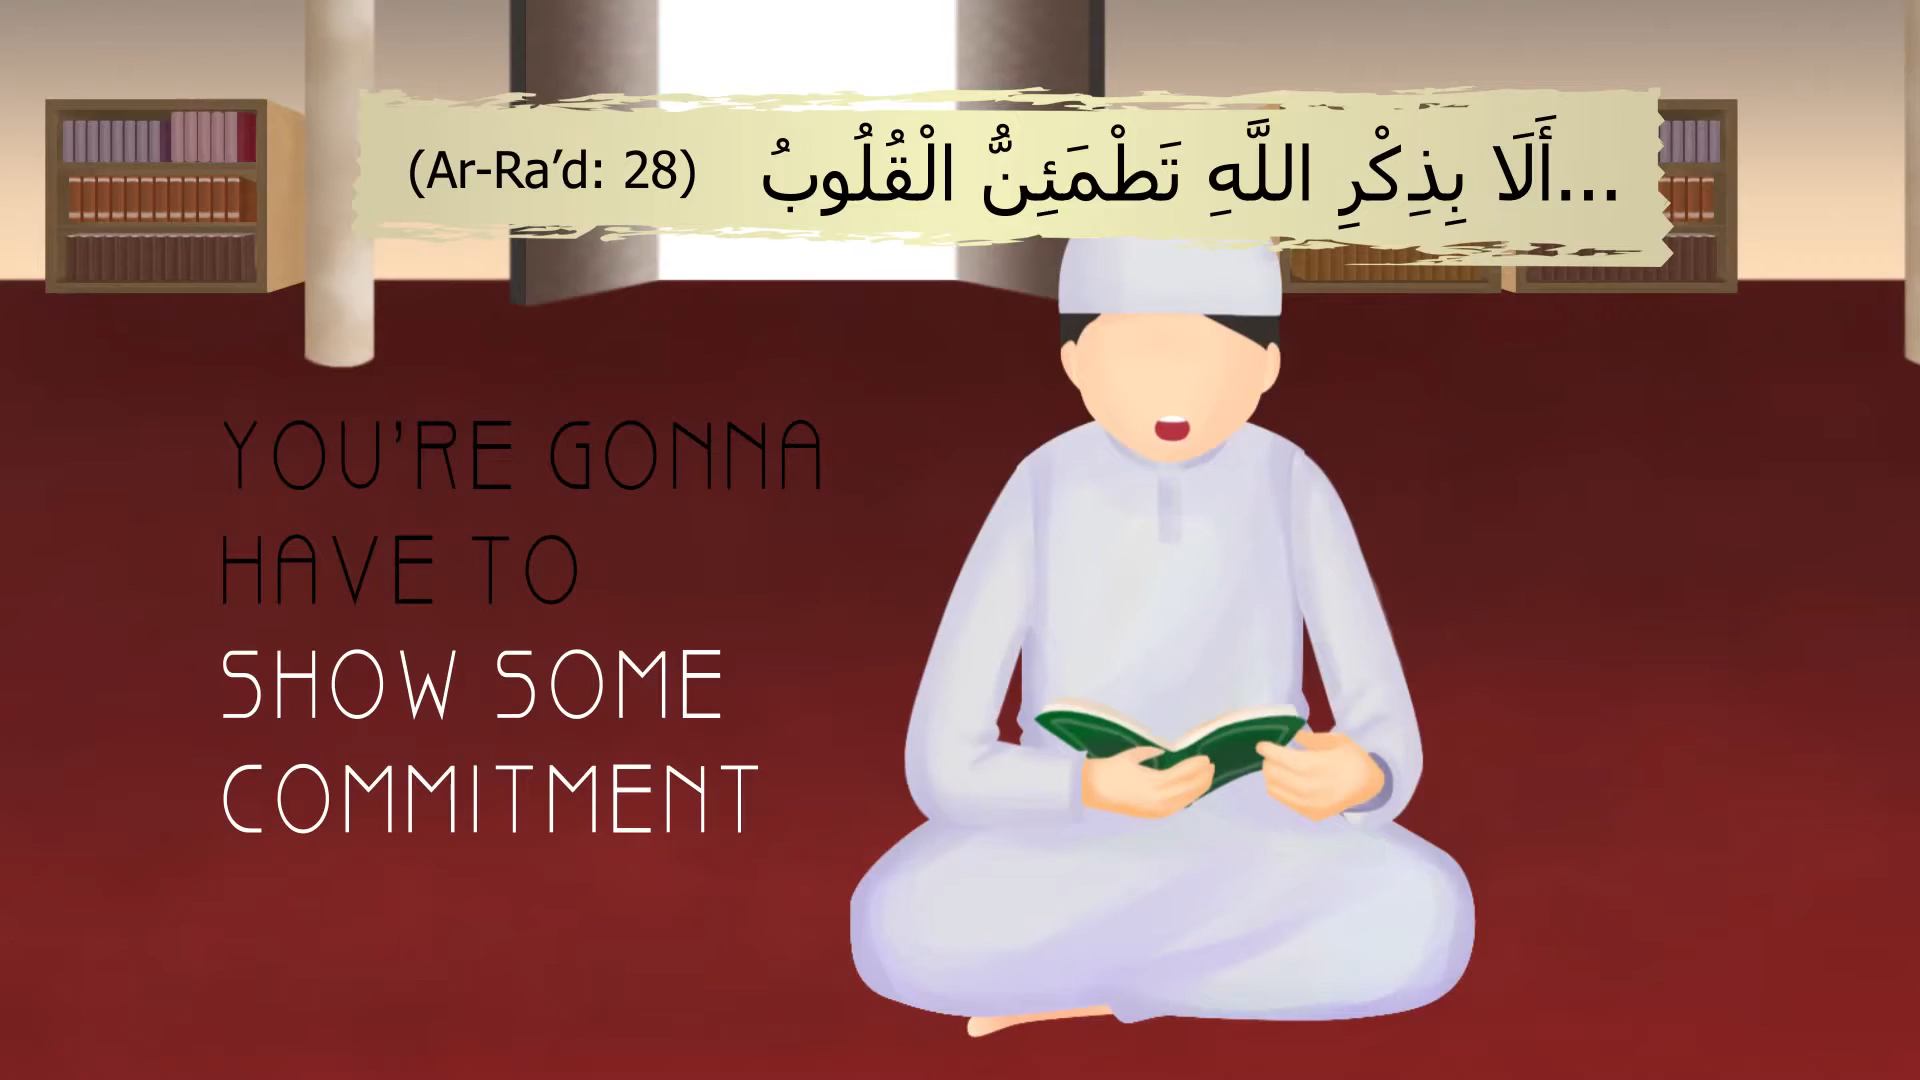 ...أَلَا بِذِكْرِ اللَّهِ تَطْمَئِنُّ الْقُلُوبُ (Ar-Ra’d: 28)
YOU’RE GONNA
HAVE TO
SHOW SOME
COMMITMENT